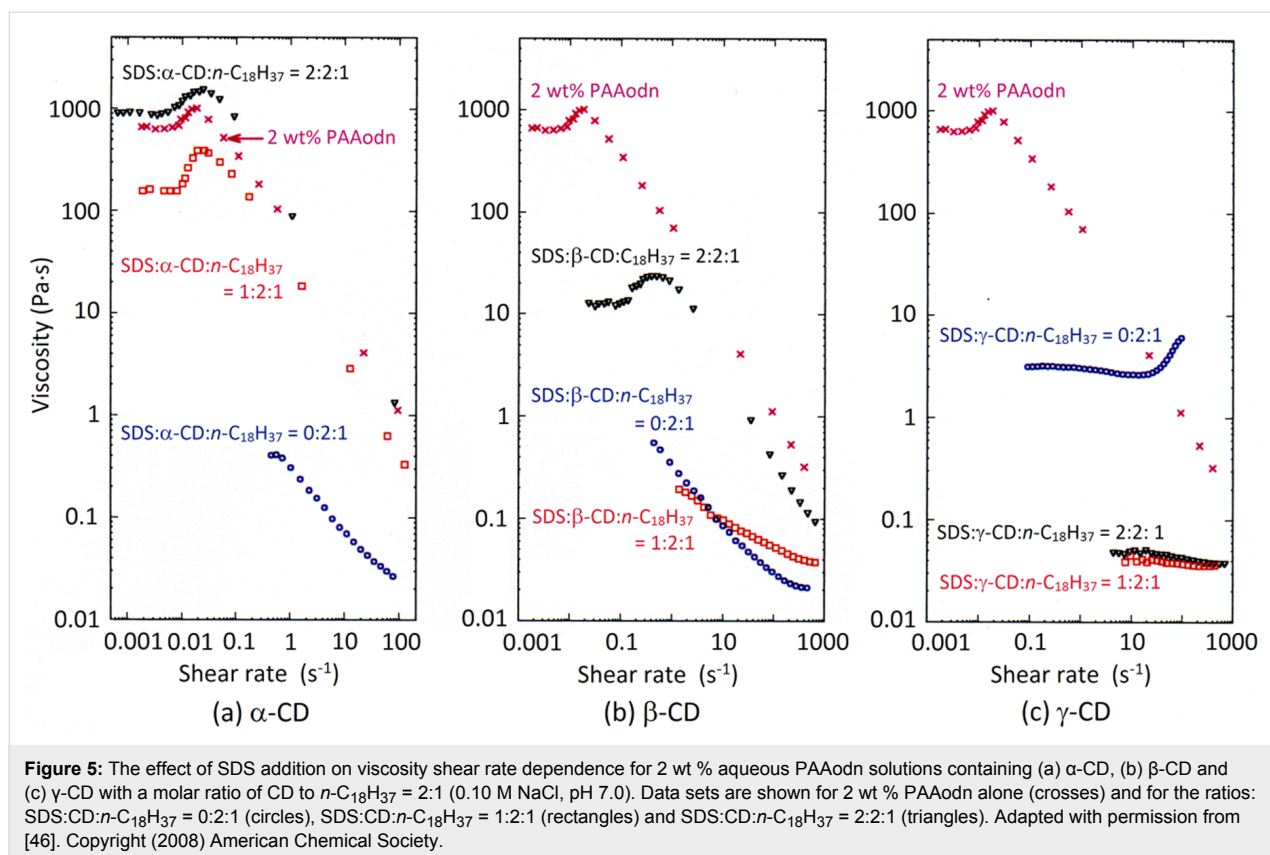 SDS:α-CD:n-C₁₈H₃₇ = 2:2:1
2 wt% PAAodn
SDS:α-CD:n-C₁₈H₃₇
= 1:2:1
SDS:α-CD:n-C₁₈H₃₇ = 0:2:1
Viscosity (Pa·s)
1000
100
10
1
0.1
0.01
0.001
0.01
0.1
1
10
100
Shear rate (s⁻¹)
(a) α-CD
2 wt% PAAodn
SDS:β-CD:C₁₈H₃₇ = 2:2:1
SDS:β-CD:n-C₁₈H₃₇
= 0:2:1
SDS:β-CD:n-C₁₈H₃₇
= 1:2:1
1000
100
10
1
0.1
0.01
0.001
0.1
10
1000
Shear rate (s⁻¹)
(b) β-CD
2 wt% PAAodn
SDS:γ-CD:n-C₁₈H₃₇ = 0:2:1
SDS:γ-CD:n-C₁₈H₃₇ = 2:2: 1
SDS:γ-CD:n-C₁₈H₃₇ = 1:2:1
1000
100
10
1
0.1
0.01
0.001
0.1
10
1000
Shear rate (s⁻¹)
(c) γ-CD
Figure 5: The effect of SDS addition on viscosity shear rate dependence for 2 wt % aqueous PAAodn solutions containing (a) α-CD, (b) β-CD and
(c) γ-CD with a molar ratio of CD to n-C₁₈H₃₇ = 2:1 (0.10 M NaCl, pH 7.0). Data sets are shown for 2 wt % PAAodn alone (crosses) and for the ratios:
SDS:CD:n-C₁₈H₃₇ = 0:2:1 (circles), SDS:CD:n-C₁₈H₃₇ = 1:2:1 (rectangles) and SDS:CD:n-C₁₈H₃₇ = 2:2:1 (triangles). Adapted with permission from
[46]. Copyright (2008) American Chemical Society.